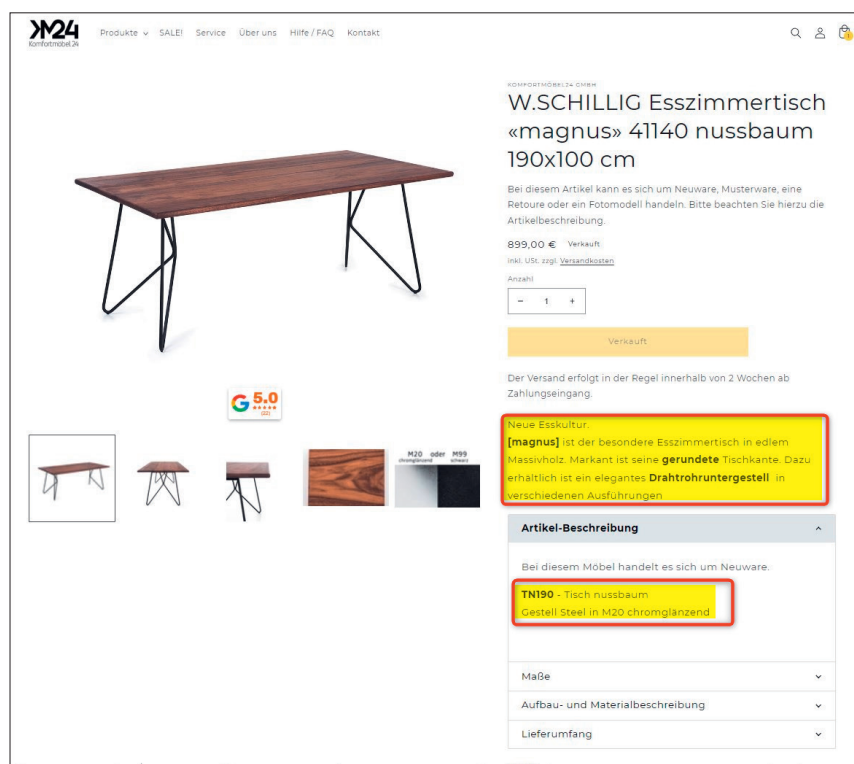 KM24
Komfortmöbel 24
Produkte SALE! Service Über uns Hilfe / FAQ Kontakt
1
KOMFORTMÖBEL24 GMBH
W.SCHILLIG Esszimmertisch
«magnus» 41140 nussbaum
190x100 cm
Bei diesem Artikel kann es sich um Neuware, Musterware, eine
Retoure oder ein Fotomodell handeln. Bitte beachten Sie hierzu die
Artikelbeschreibung.
899,00 € Verkauft
inkl. USt. zzgl. Versandkosten
Anzahl
− 1 +
Verkauft
Der Versand erfolgt in der Regel innerhalb von 2 Wochen ab
Zahlungseingang.
G 5.0
(22)
M20 oder M99
chromglänzend schwarz
Neue Esskultur.
[magnus] ist der besondere Esszimmertisch in edlem
Massivholz. Markant ist seine gerundete Tischkante. Dazu
erhältlich ist ein elegantes Drahtrohruntergestell in
verschiedenen Ausführungen
Artikel-Beschreibung
Bei diesem Möbel handelt es sich um Neuware.
TN190 - Tisch nussbaum
Gestell Steel in M20 chromglänzend
Maße
Aufbau- und Materialbeschreibung
Lieferumfang